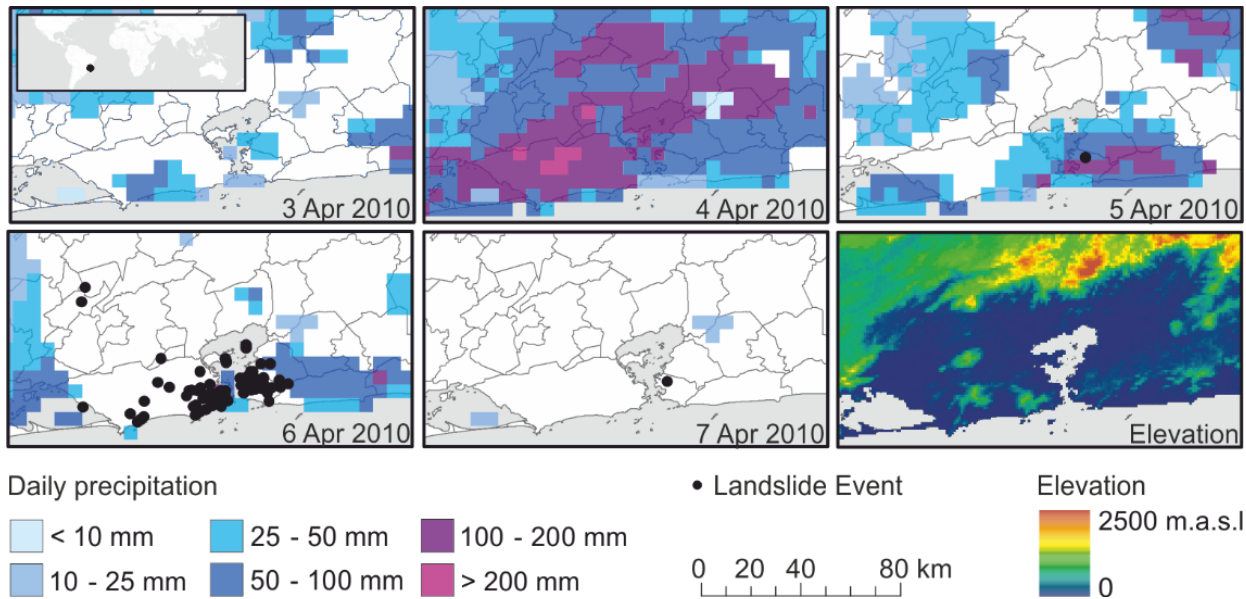 3 Apr 2010
4 Apr 2010
5 Apr 2010
6 Apr 2010
7 Apr 2010
Elevation
Daily precipitation
< 10 mm
25 - 50 mm
100 - 200 mm
10 - 25 mm
50 - 100 mm
> 200 mm
• Landslide Event
0 20 40 80 km
Elevation
2500 m.a.s.l
0